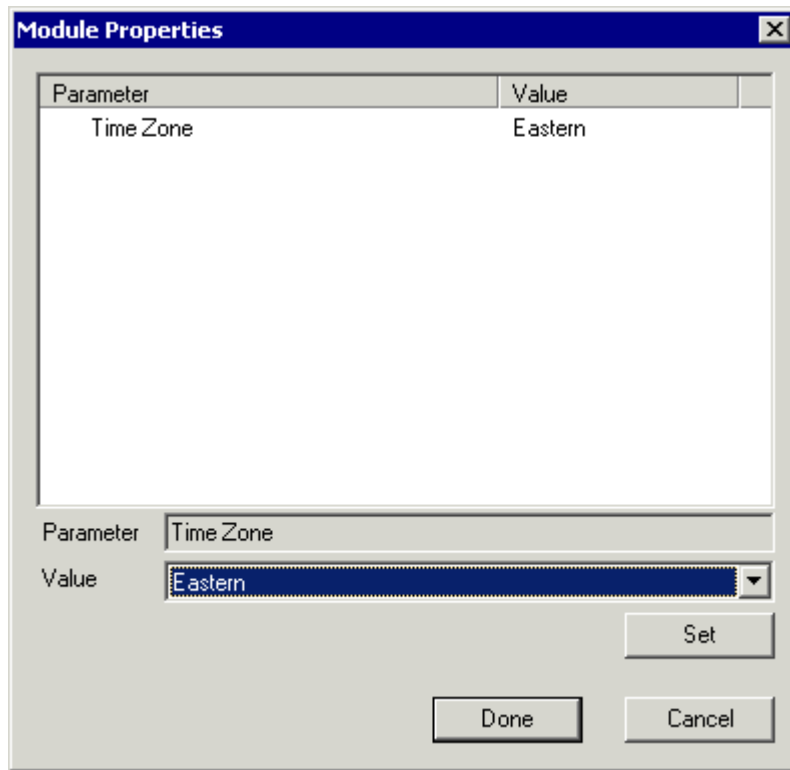 Module Properties
Parameter Value
Time Zone Eastern
Parameter Time Zone
Value Eastern
Set
Done Cancel